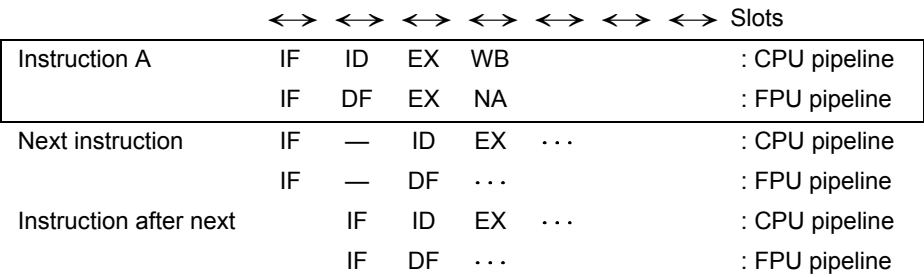 ←→ ←→ ←→ ←→ ←→ ←→ ←→ Slots
Instruction A IF ID EX WB : CPU pipeline
IF DF EX NA : FPU pipeline
Next instruction IF — ID EX ··· : CPU pipeline
IF — DF ··· : FPU pipeline
Instruction after next IF ID EX ··· : CPU pipeline
IF DF ··· : FPU pipeline